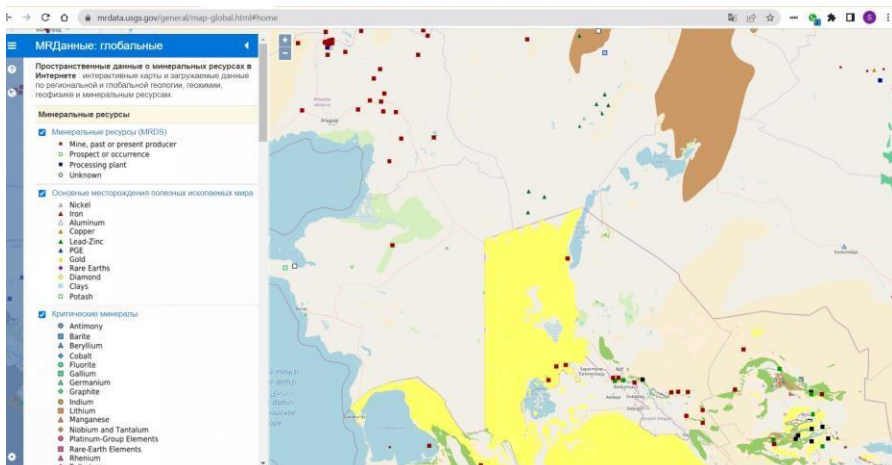 mrdata.usgs.gov/general/map-global.html#home
МRДанные: глобальные
Пространственные данные о минеральных ресурсах в
Интернете : интерактивные карты и загружаемые данные
по региональной и глобальной геологии, геохимии,
геофизике и минеральным ресурсам.
Минеральные ресурсы
Минеральные ресурсы (MRDS)
Mine, past or present producer
Prospect or occurrence
Processing plant
Unknown
Основные месторождения полезных ископаемых мира
Nickel
Iron
Aluminum
Copper
Lead-Zinc
PGE
Gold
Rare Earths
Diamond
Clays
Potash
Критические минералы
Antimony
Barite
Beryllium
Cobalt
Fluorite
Gallium
Germanium
Graphite
Indium
Lithium
Manganese
Niobium and Tantalum
Platinum-Group Elements
Rare-Earth Elements
Rhenium